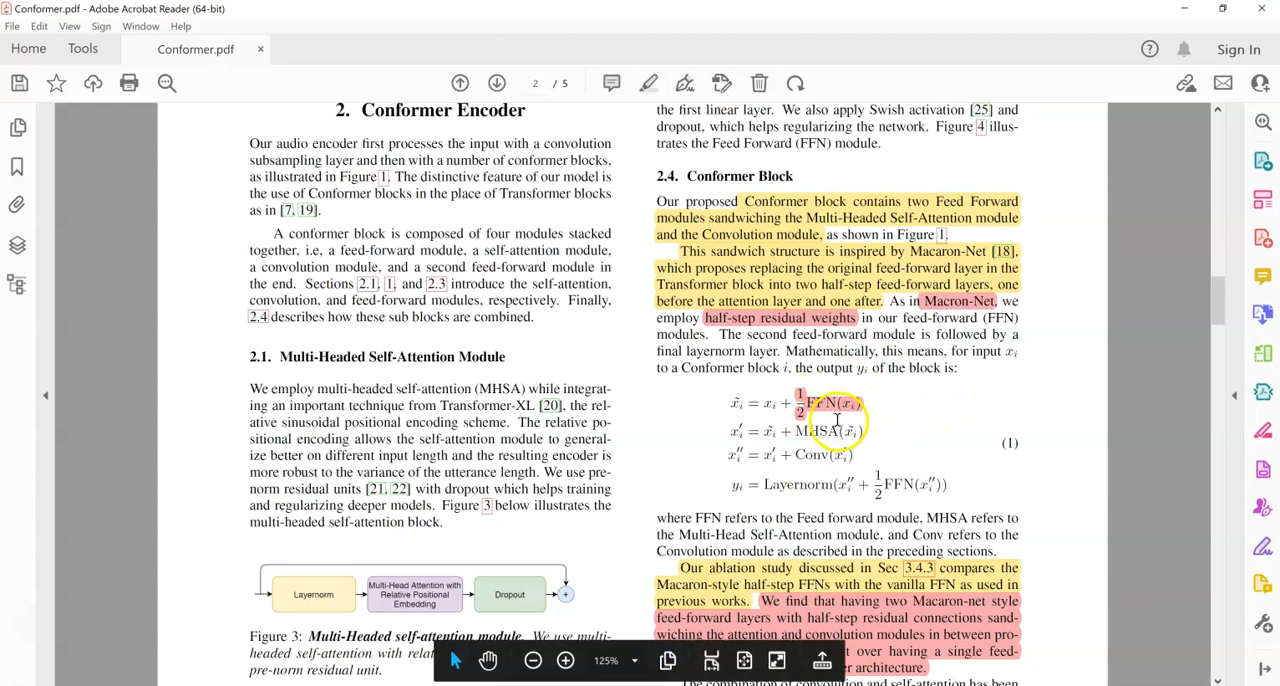 Conformer.pdf - Adobe Acrobat Reader (64-bit)
File Edit View Sign Window Help
Home Tools Conformer.pdf × Sign In
2 / 5
2. Conformer Encoder
Our audio encoder first processes the input with a convolution
subsampling layer and then with a number of conformer blocks,
as illustrated in Figure 1. The distinctive feature of our model is
the use of Conformer blocks in the place of Transformer blocks
as in [7, 19].
A conformer block is composed of four modules stacked
together, i.e, a feed-forward module, a self-attention module,
a convolution module, and a second feed-forward module in
the end. Sections 2.1, 1, and 2.3 introduce the self-attention,
convolution, and feed-forward modules, respectively. Finally,
2.4 describes how these sub blocks are combined.
2.1. Multi-Headed Self-Attention Module
We employ multi-headed self-attention (MHSA) while integrat-
ing an important technique from Transformer-XL [20], the rel-
ative sinusoidal positional encoding scheme. The relative po-
sitional encoding allows the self-attention module to general-
ize better on different input length and the resulting encoder is
more robust to the variance of the utterance length. We use pre-
norm residual units [21, 22] with dropout which helps training
and regularizing deeper models. Figure 3 below illustrates the
multi-headed self-attention block.
Layernorm
Multi-Head Attention with
Relative Positional
Embedding
Dropout
+
Figure 3: Multi-Headed self-attention module. We use multi-
headed self-attention with rela
pre-norm residual unit.
the first linear layer. We also apply Swish activation [25] and
dropout, which helps regularizing the network. Figure 4 illus-
trates the Feed Forward (FFN) module.
2.4. Conformer Block
Our proposed Conformer block contains two Feed Forward
modules sandwiching the Multi-Headed Self-Attention module
and the Convolution module, as shown in Figure 1.
This sandwich structure is inspired by Macaron-Net [18],
which proposes replacing the original feed-forward layer in the
Transformer block into two half-step feed-forward layers, one
before the attention layer and one after. As in Macron-Net, we
employ half-step residual weights in our feed-forward (FFN)
modules. The second feed-forward module is followed by a
final layernorm layer. Mathematically, this means, for input xᵢ
to a Conformer block i, the output yᵢ of the block is:
x̃ᵢ = xᵢ + 1/2 FFN(xᵢ)
x′ᵢ = x̃ᵢ + MHSA(x̃ᵢ)
x″ᵢ = x′ᵢ + Conv(x′ᵢ)
yᵢ = Layernorm(x″ᵢ + 1/2 FFN(x″ᵢ))
(1)
where FFN refers to the Feed forward module, MHSA refers to
the Multi-Head Self-Attention module, and Conv refers to the
Convolution module as described in the preceding sections.
Our ablation study discussed in Sec 3.4.3 compares the
Macaron-style half-step FFNs with the vanilla FFN as used in
previous works. We find that having two Macaron-net style
feed-forward layers with half-step residual connections sand-
wiching the attention and convolution modules in between pro-
over having a single feed-
architecture.
125%